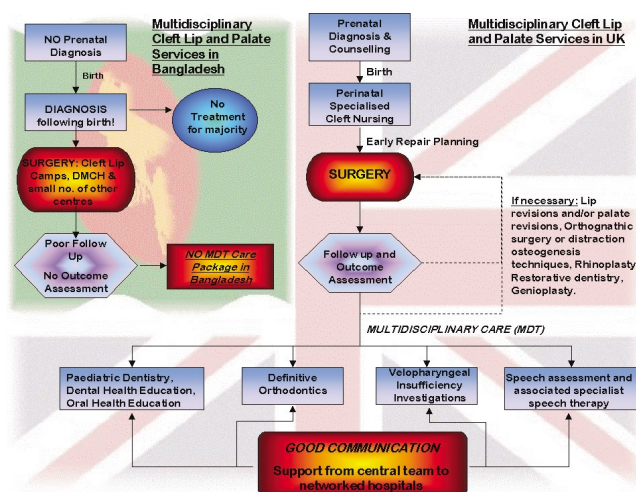 Multidisciplinary
Cleft Lip and Palate
Services in
Bangladesh
NO Prenatal
Diagnosis
Birth
DIAGNOSIS
following birth!
No
Treatment
for majority
SURGERY: Cleft Lip
Camps, DMCH &
small no. of other
centres
Poor Follow
Up
No Outcome
Assessment
NO MDT Care
Package in
Bangladesh
Multidisciplinary Cleft Lip
and Palate Services in UK
Prenatal
Diagnosis &
Counselling
Birth
Perinatal
Specialised
Cleft Nursing
Early Repair Planning
SURGERY
Follow up and
Outcome
Assessment
If necessary: Lip
revisions and/or palate
revisions, Orthognathic
surgery or distraction
osteogenesis
techniques, Rhinoplasty
Restorative dentistry,
Genioplasty.
MULTIDISCIPLINARY CARE (MDT)
Paediatric Dentistry,
Dental Health Education,
Oral Health Education
Definitive
Orthodontics
Velopharyngeal
Insufficiency
Investigations
Speech assessment and
associated specialist
speech therapy
GOOD COMMUNICATION
Support from central team to
networked hospitals